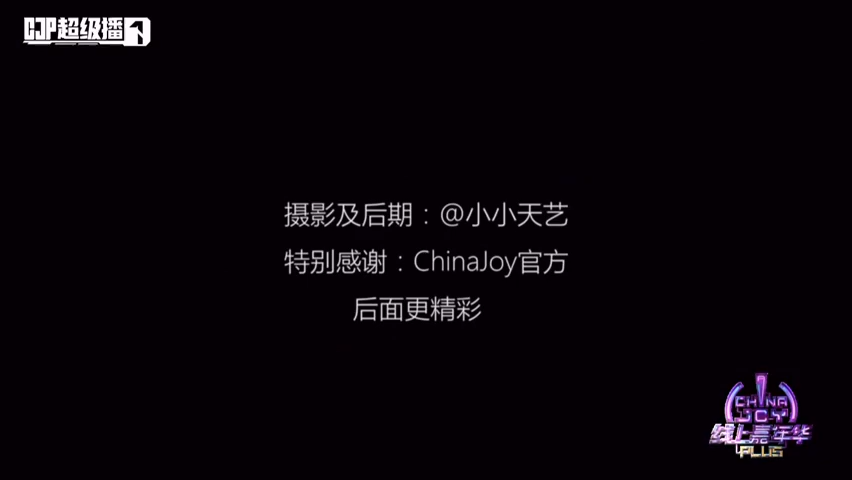 CJP超级播
摄影及后期：@小小天艺
特别感谢：ChinaJoy官方
后面更精彩
CHINA
JOY
线上嘉年华
PLUS